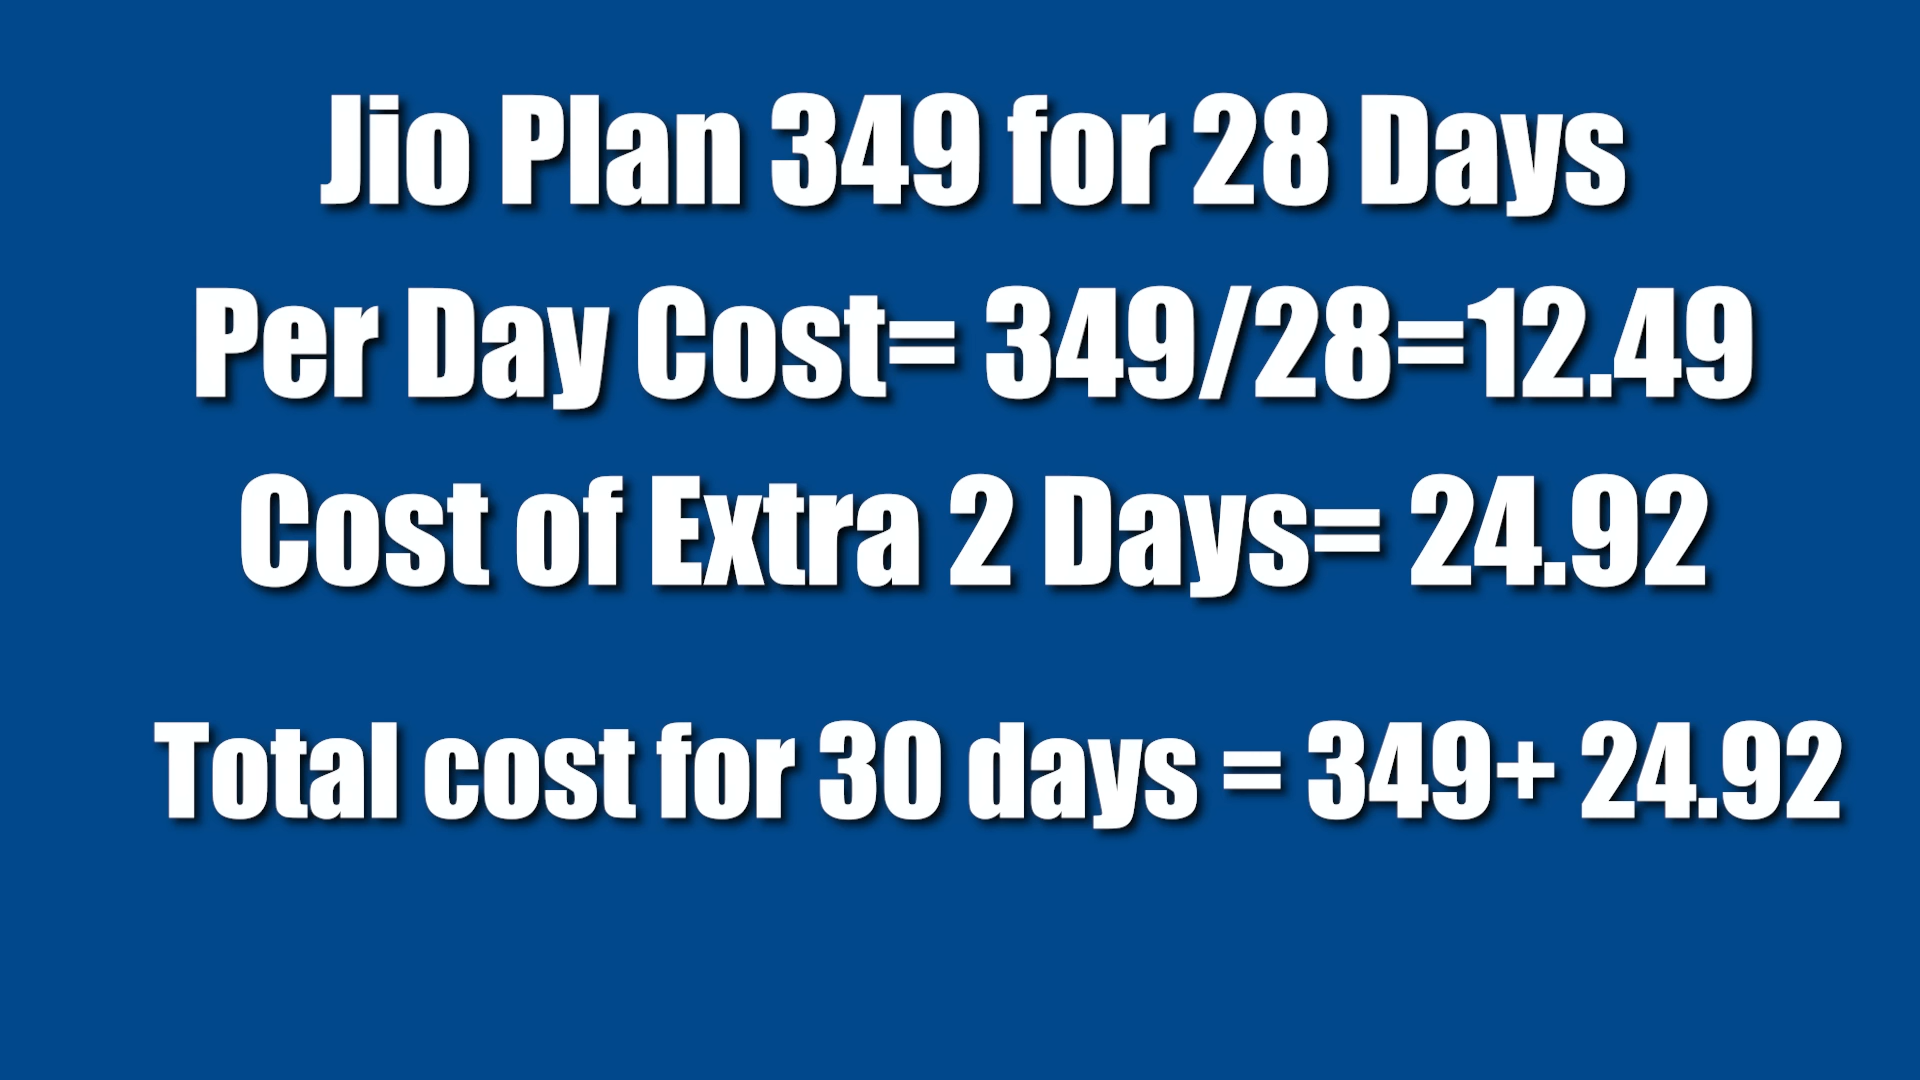 Jio Plan 349 for 28 Days
Per Day Cost= 349/28=12.49
Cost of Extra 2 Days= 24.92
Total cost for 30 days = 349+ 24.92